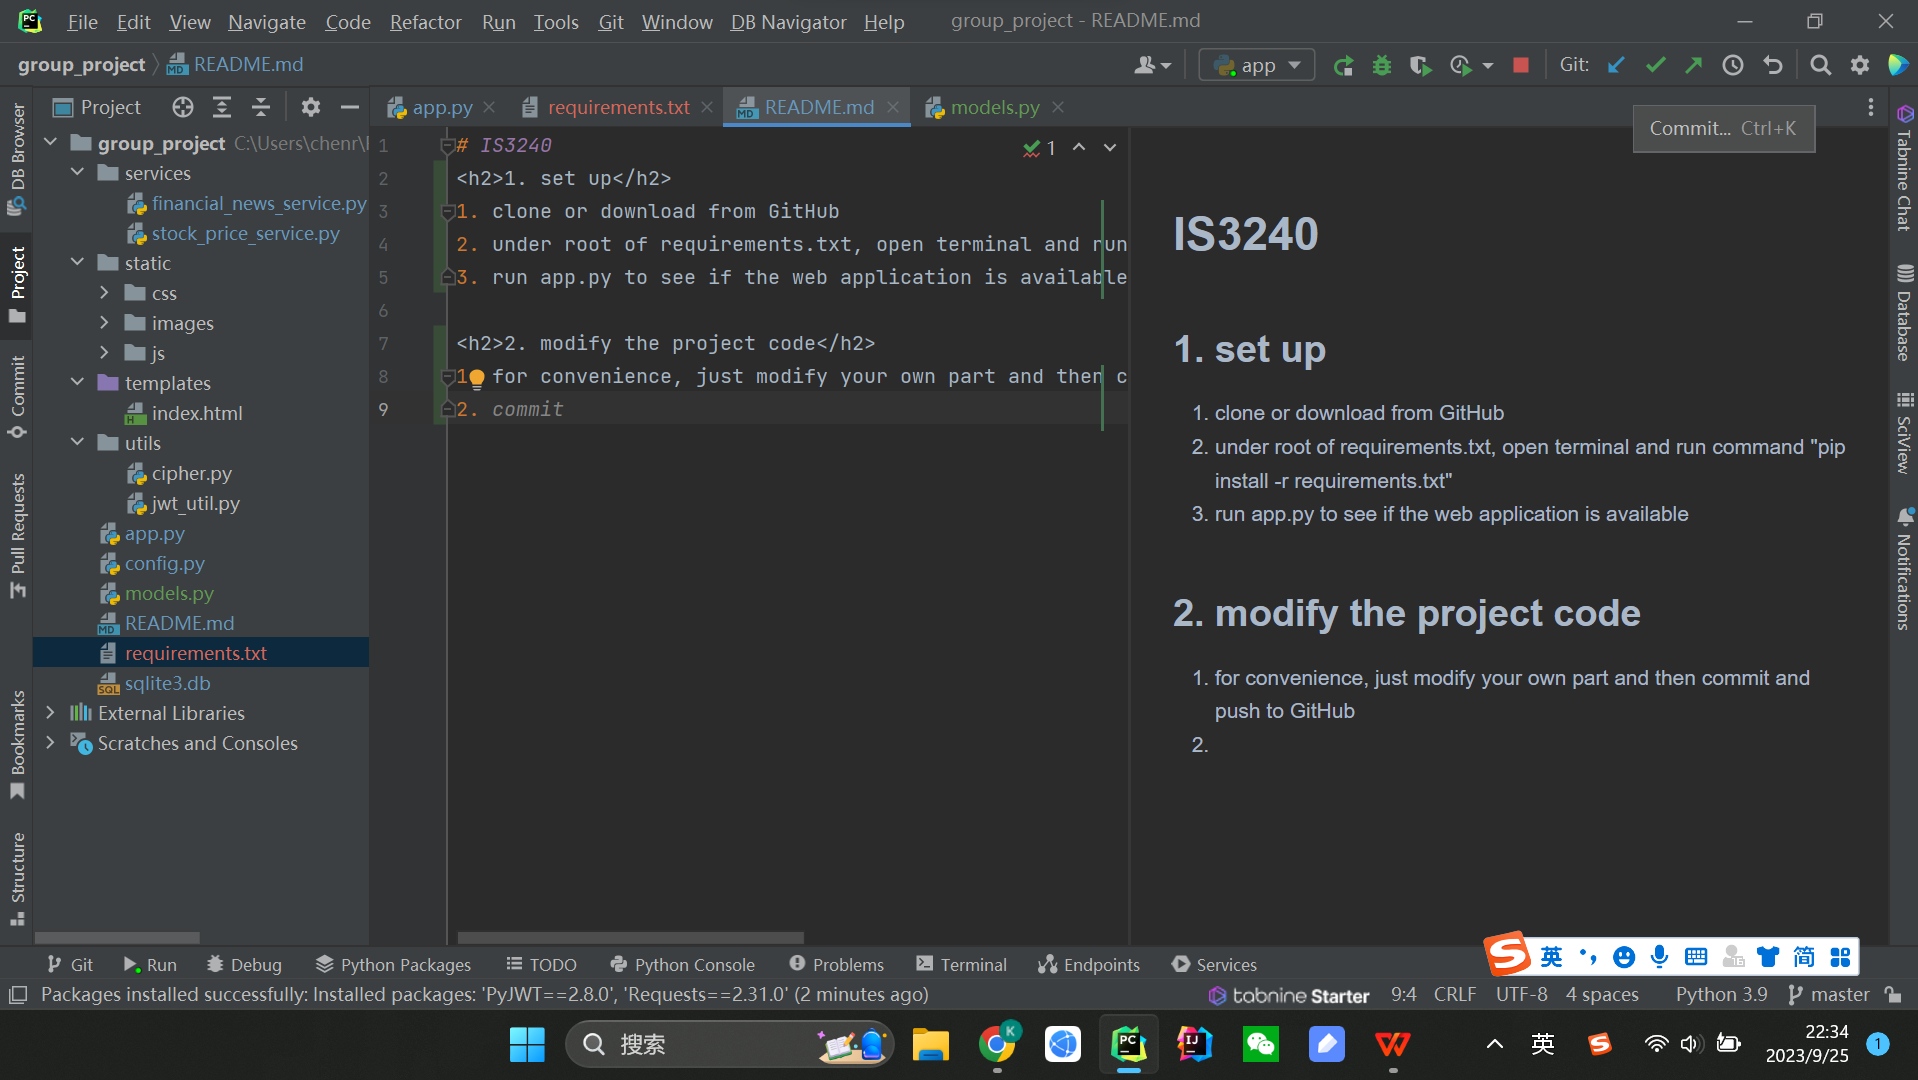 File Edit View Navigate Code Refactor Run Tools Git Window DB Navigator Help group_project - README.md
group_project README.md app Git:
Project app.py requirements.txt README.md models.py
Commit... Ctrl+K
group_project C:\Users\chenr\
services
financial_news_service.py
stock_price_service.py
static
css
images
js
templates
index.html
utils
cipher.py
jwt_util.py
app.py
config.py
models.py
README.md
requirements.txt
sqlite3.db
External Libraries
Scratches and Consoles
DB Browser
Project
Commit
Pull Requests
Bookmarks
Structure
1 # IS3240 1
2 <h2>1. set up</h2>
3 1. clone or download from GitHub
4 2. under root of requirements.txt, open terminal and run
5 3. run app.py to see if the web application is available
6
7 <h2>2. modify the project code</h2>
8 1 for convenience, just modify your own part and then c
9 2. commit
IS3240
1. set up
1. clone or download from GitHub
2. under root of requirements.txt, open terminal and run command "pip
install -r requirements.txt"
3. run app.py to see if the web application is available
2. modify the project code
1. for convenience, just modify your own part and then commit and
push to GitHub
2.
Tabnine Chat
Database
SciView
Notifications
Git Run Debug Python Packages TODO Python Console Problems Terminal Endpoints Services
英 简
Packages installed successfully: Installed packages: 'PyJWT==2.8.0', 'Requests==2.31.0' (2 minutes ago) tabnine Starter 9:4 CRLF UTF-8 4 spaces Python 3.9 master
搜索 英 22:34
2023/9/25 1